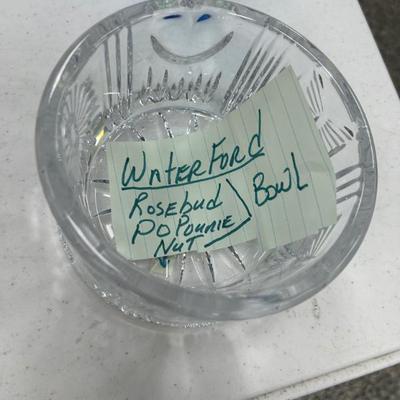 WaterFord
Rosebud
POPourrie
Nut
BowL